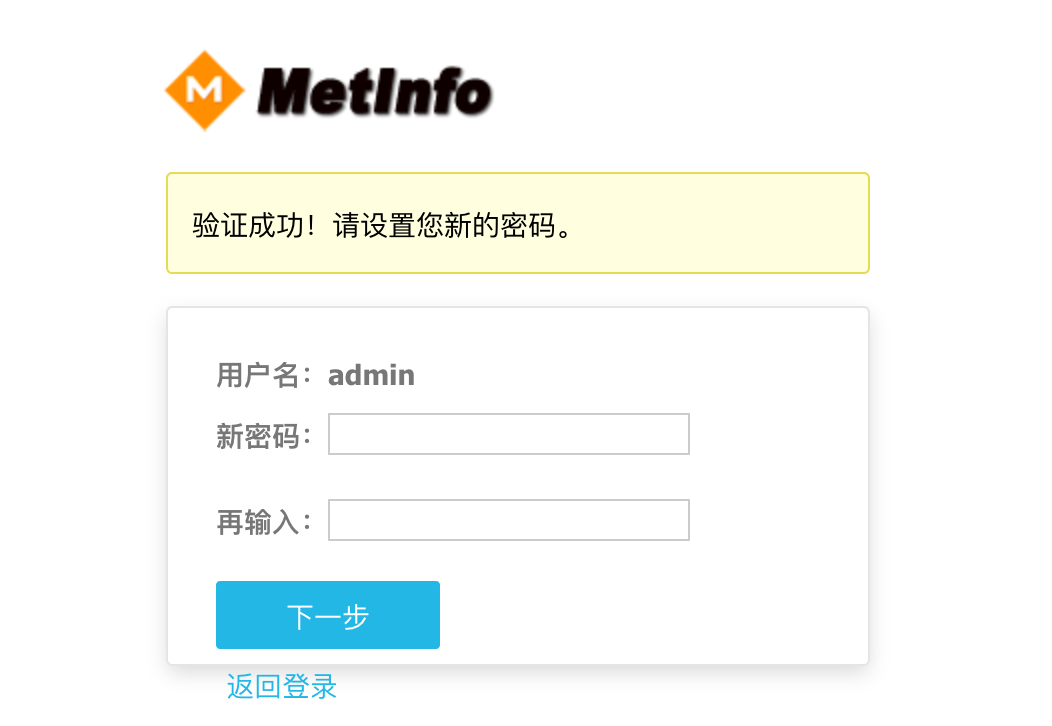 M MetInfo
验证成功！请设置您新的密码。
用户名：admin
新密码：
再输入：
下一步
返回登录